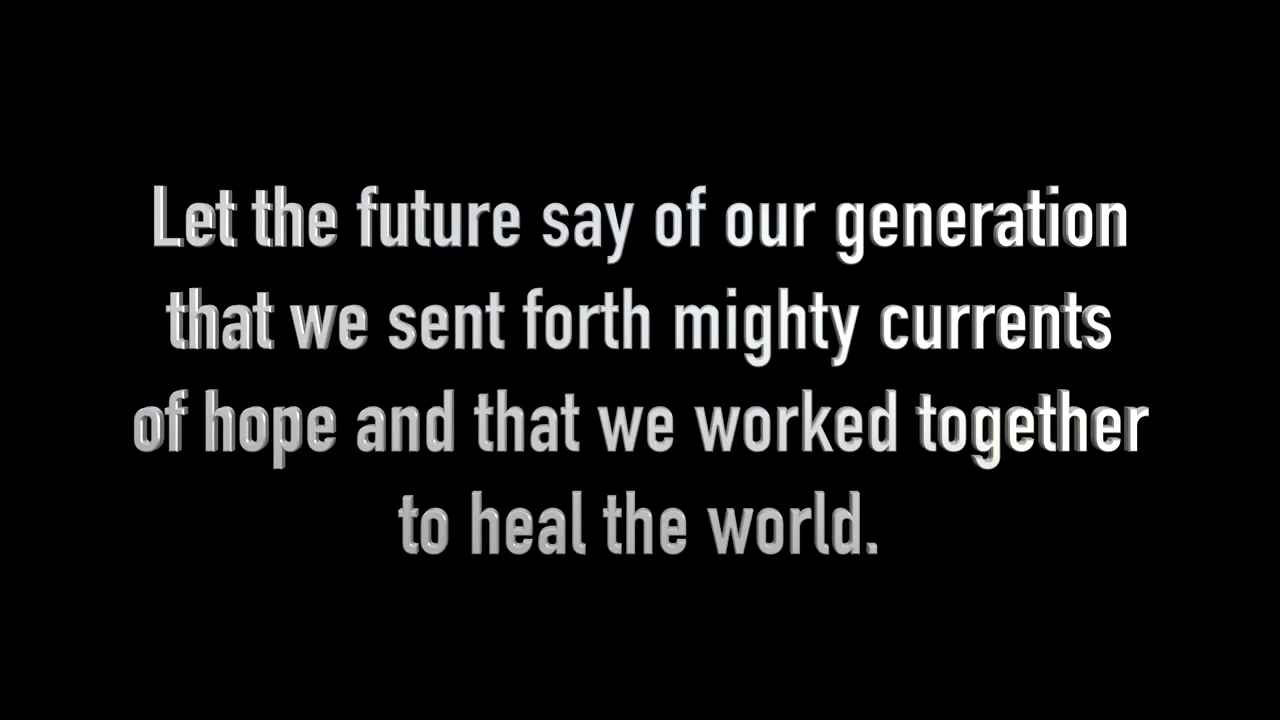 Let the future say of our generation
that we sent forth mighty currents
of hope and that we worked together
to heal the world.